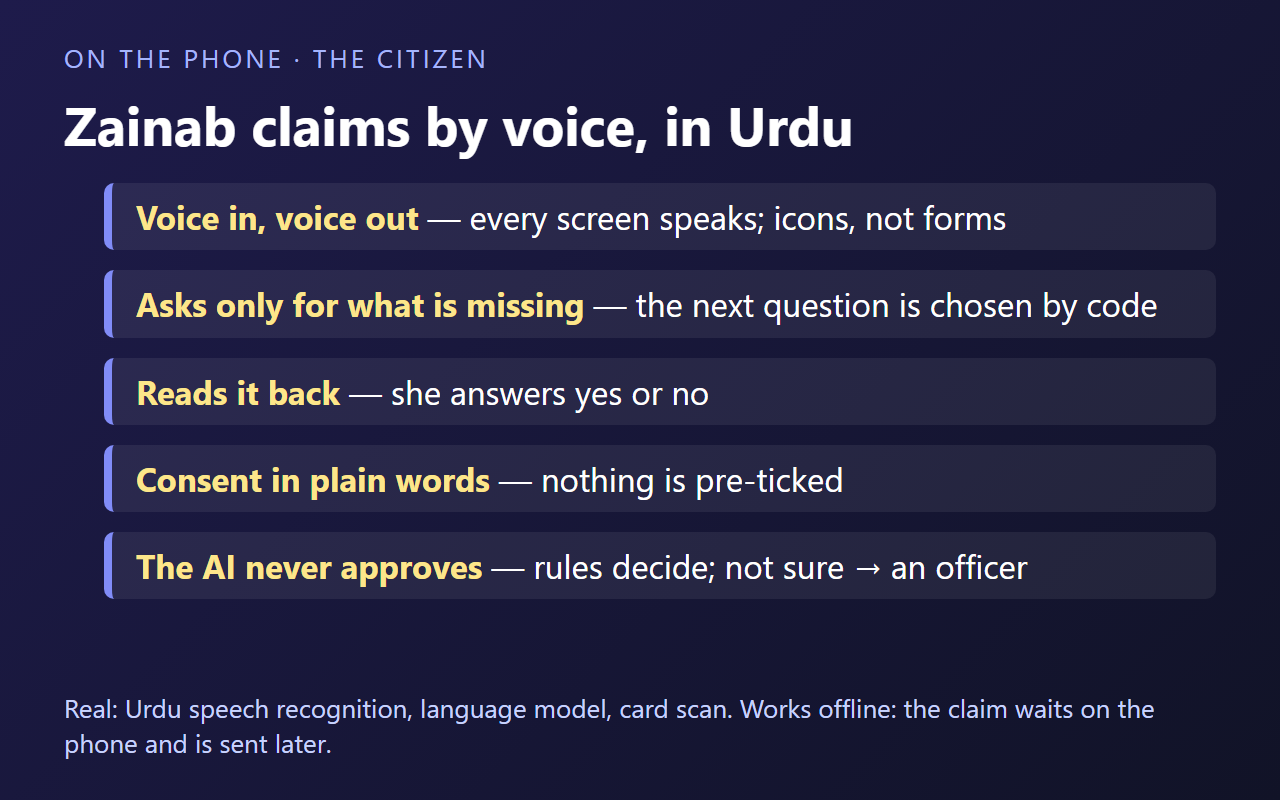 ON THE PHONE · THE CITIZEN
Zainab claims by voice, in Urdu
Voice in, voice out — every screen speaks; icons, not forms
Asks only for what is missing — the next question is chosen by code
Reads it back — she answers yes or no
Consent in plain words — nothing is pre-ticked
The AI never approves — rules decide; not sure → an officer
Real: Urdu speech recognition, language model, card scan. Works offline: the claim waits on the
phone and is sent later.